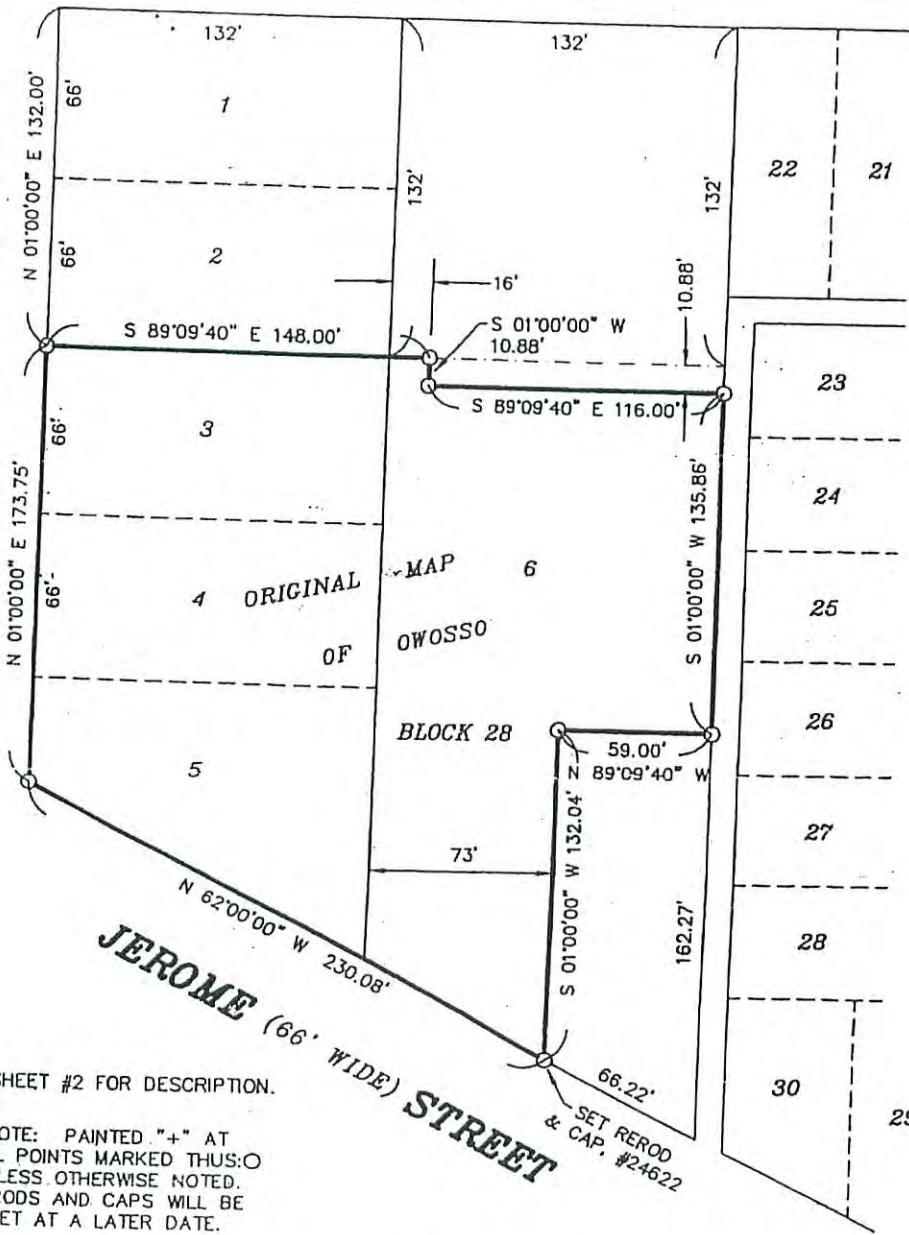 132'
132'
N 01°00'00" E 132.00'
66'
1
132'
132'
22
21
66'
2
16'
10.88'
S 01°00'00" W
10.88'
S 89°09'40" E 148.00'
S 89°09'40" E 116.00'
23
N 01°00'00" E 173.75'
66'
3
24
S 01°00'00" W 135.86'
66'
4
ORIGINAL MAP
6
OF OWOSSO
25
BLOCK 28
26
59.00'
N 89°09'40" W
5
27
73'
S 01°00'00" W 132.04'
162.27'
N 62°00'00" W 230.08'
28
JEROME (66' WIDE) STREET
66.22'
30
SET REROD
& CAP, #24622
SHEET #2 FOR DESCRIPTION.
OTE: PAINTED "+" AT
L POINTS MARKED THUS:O
LESS OTHERWISE NOTED.
RODS AND CAPS WILL BE
ET AT A LATER DATE.